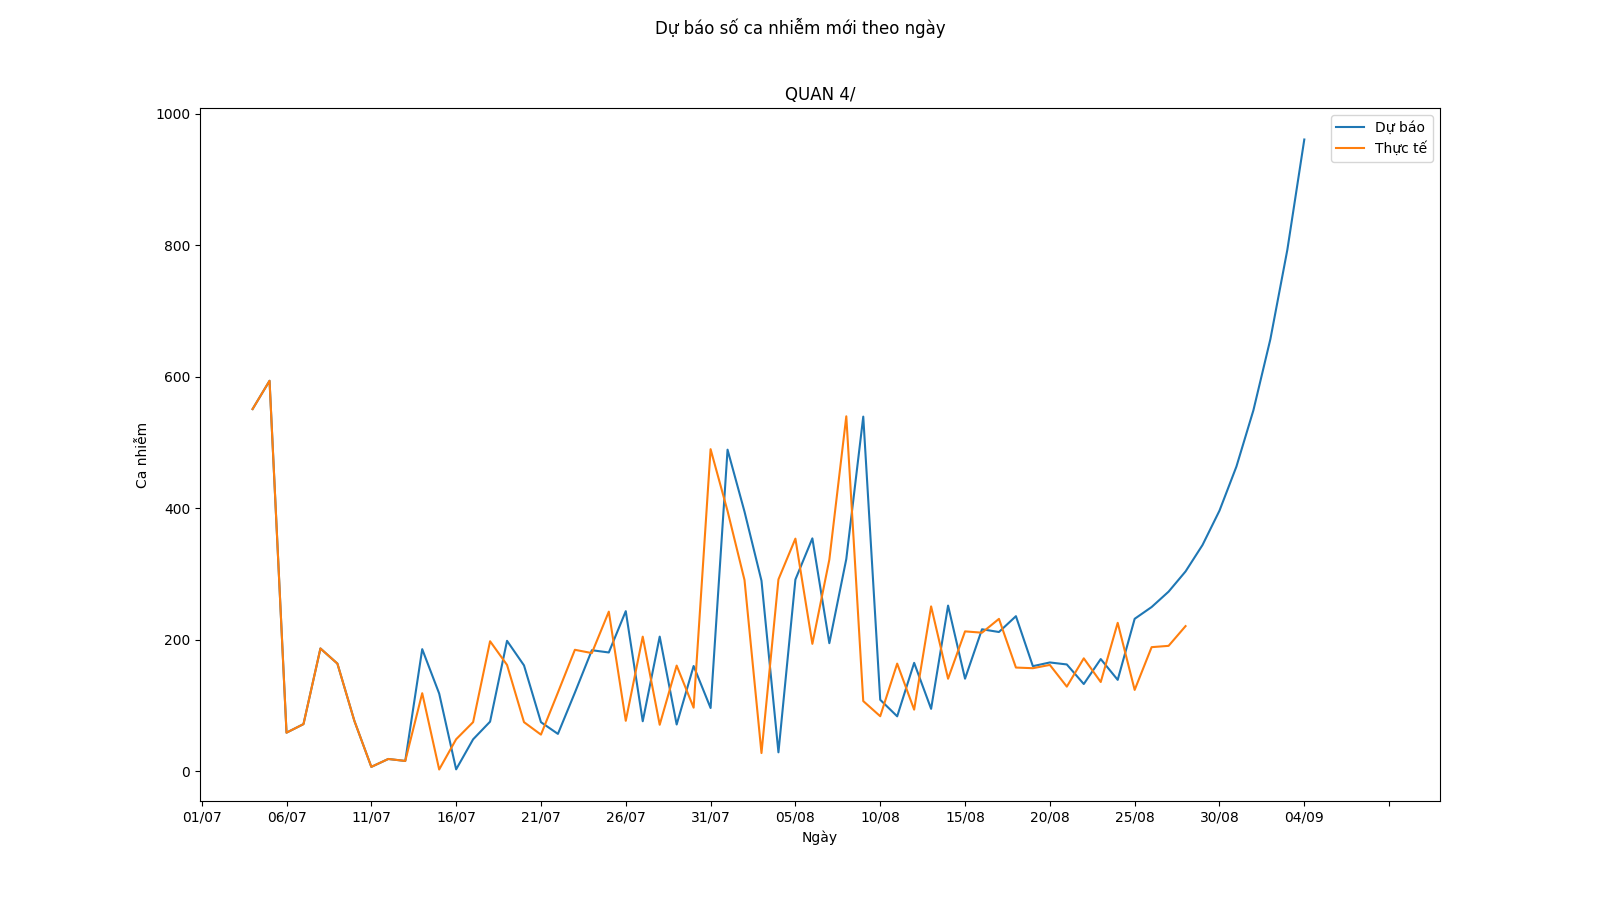 Dự báo số ca nhiễm mới theo ngày
QUAN 4/
1000
800
600
400
200
0
Ca nhiễm
Dự báo
Thực tế
01/07 06/07 11/07 16/07 21/07 26/07 31/07 05/08 10/08 15/08 20/08 25/08 30/08 04/09
Ngày